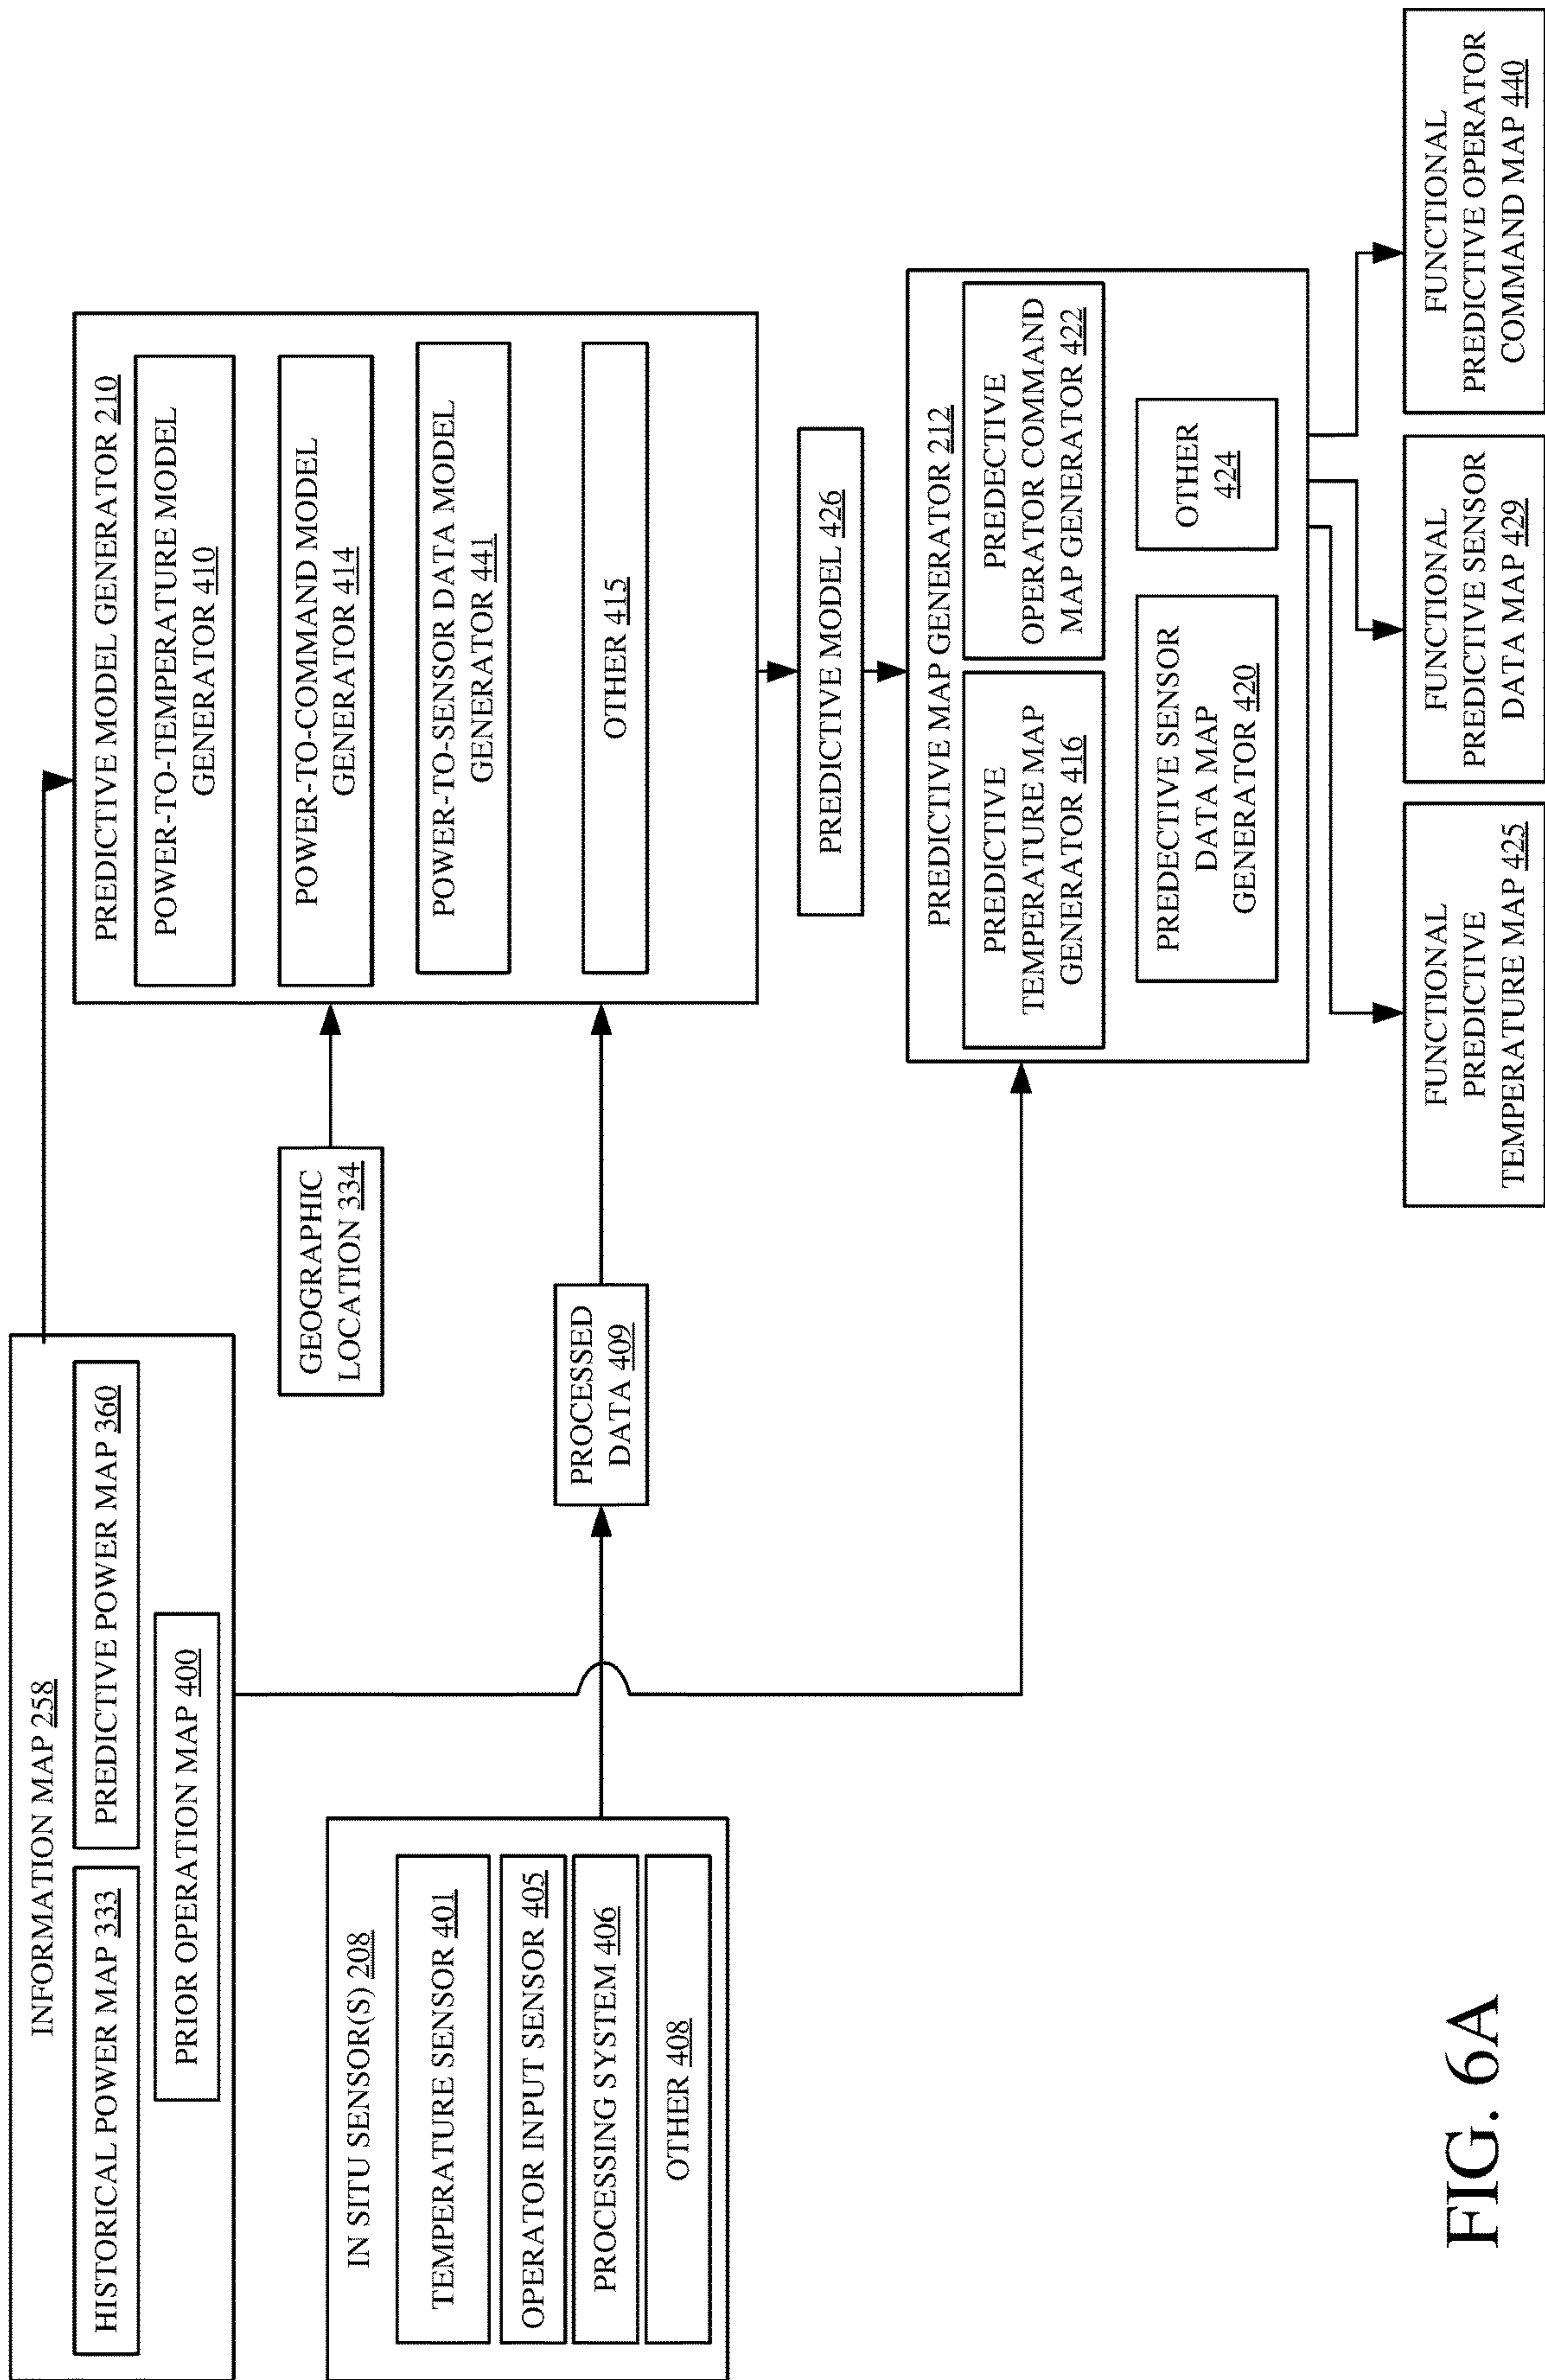 INFORMATION MAP 258
HISTORICAL POWER MAP 333
PREDICTIVE POWER MAP 360
PRIOR OPERATION MAP 400
IN SITU SENSOR(S) 208
TEMPERATURE SENSOR 401
OPERATOR INPUT SENSOR 405
PROCESSING SYSTEM 406
OTHER 408
GEOGRAPHIC
LOCATION 334
PROCESSED
DATA 409
PREDICTIVE MODEL GENERATOR 210
POWER-TO-TEMPERATURE MODEL
GENERATOR 410
POWER-TO-COMMAND MODEL
GENERATOR 414
POWER-TO-SENSOR DATA MODEL
GENERATOR 441
OTHER 415
PREDICTIVE MODEL 426
PREDICTIVE MAP GENERATOR 212
PREDICTIVE
TEMPERATURE MAP
GENERATOR 416
PREDECTIVE
OPERATOR COMMAND
MAP GENERATOR 422
PREDECTIVE SENSOR
DATA MAP
GENERATOR 420
OTHER
424
FUNCTIONAL
PREDICTIVE
TEMPERATURE MAP 425
FUNCTIONAL
PREDICTIVE SENSOR
DATA MAP 429
FUNCTIONAL
PREDICTIVE OPERATOR
COMMAND MAP 440
FIG. 6A